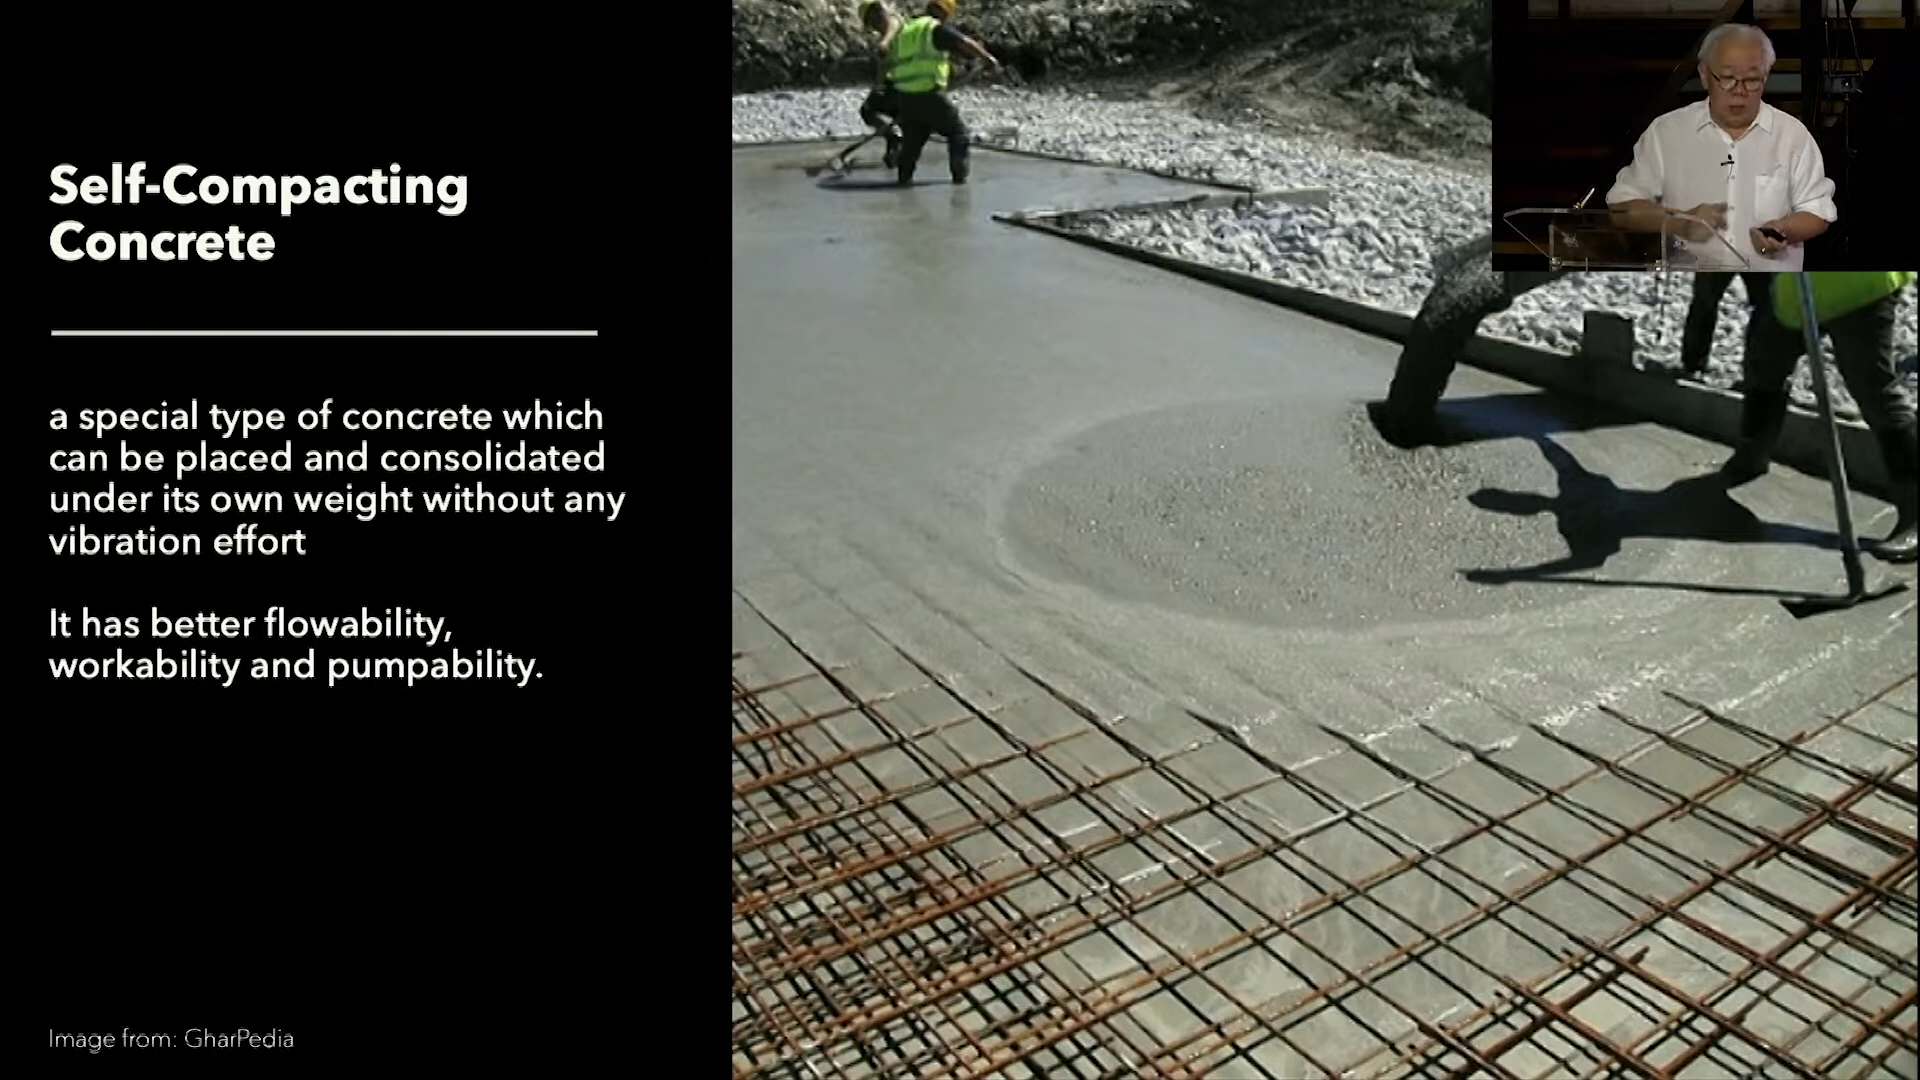 Self-Compacting
Concrete
a special type of concrete which
can be placed and consolidated
under its own weight without any
vibration effort
It has better flowability,
workability and pumpability.
Image from: GharPedia